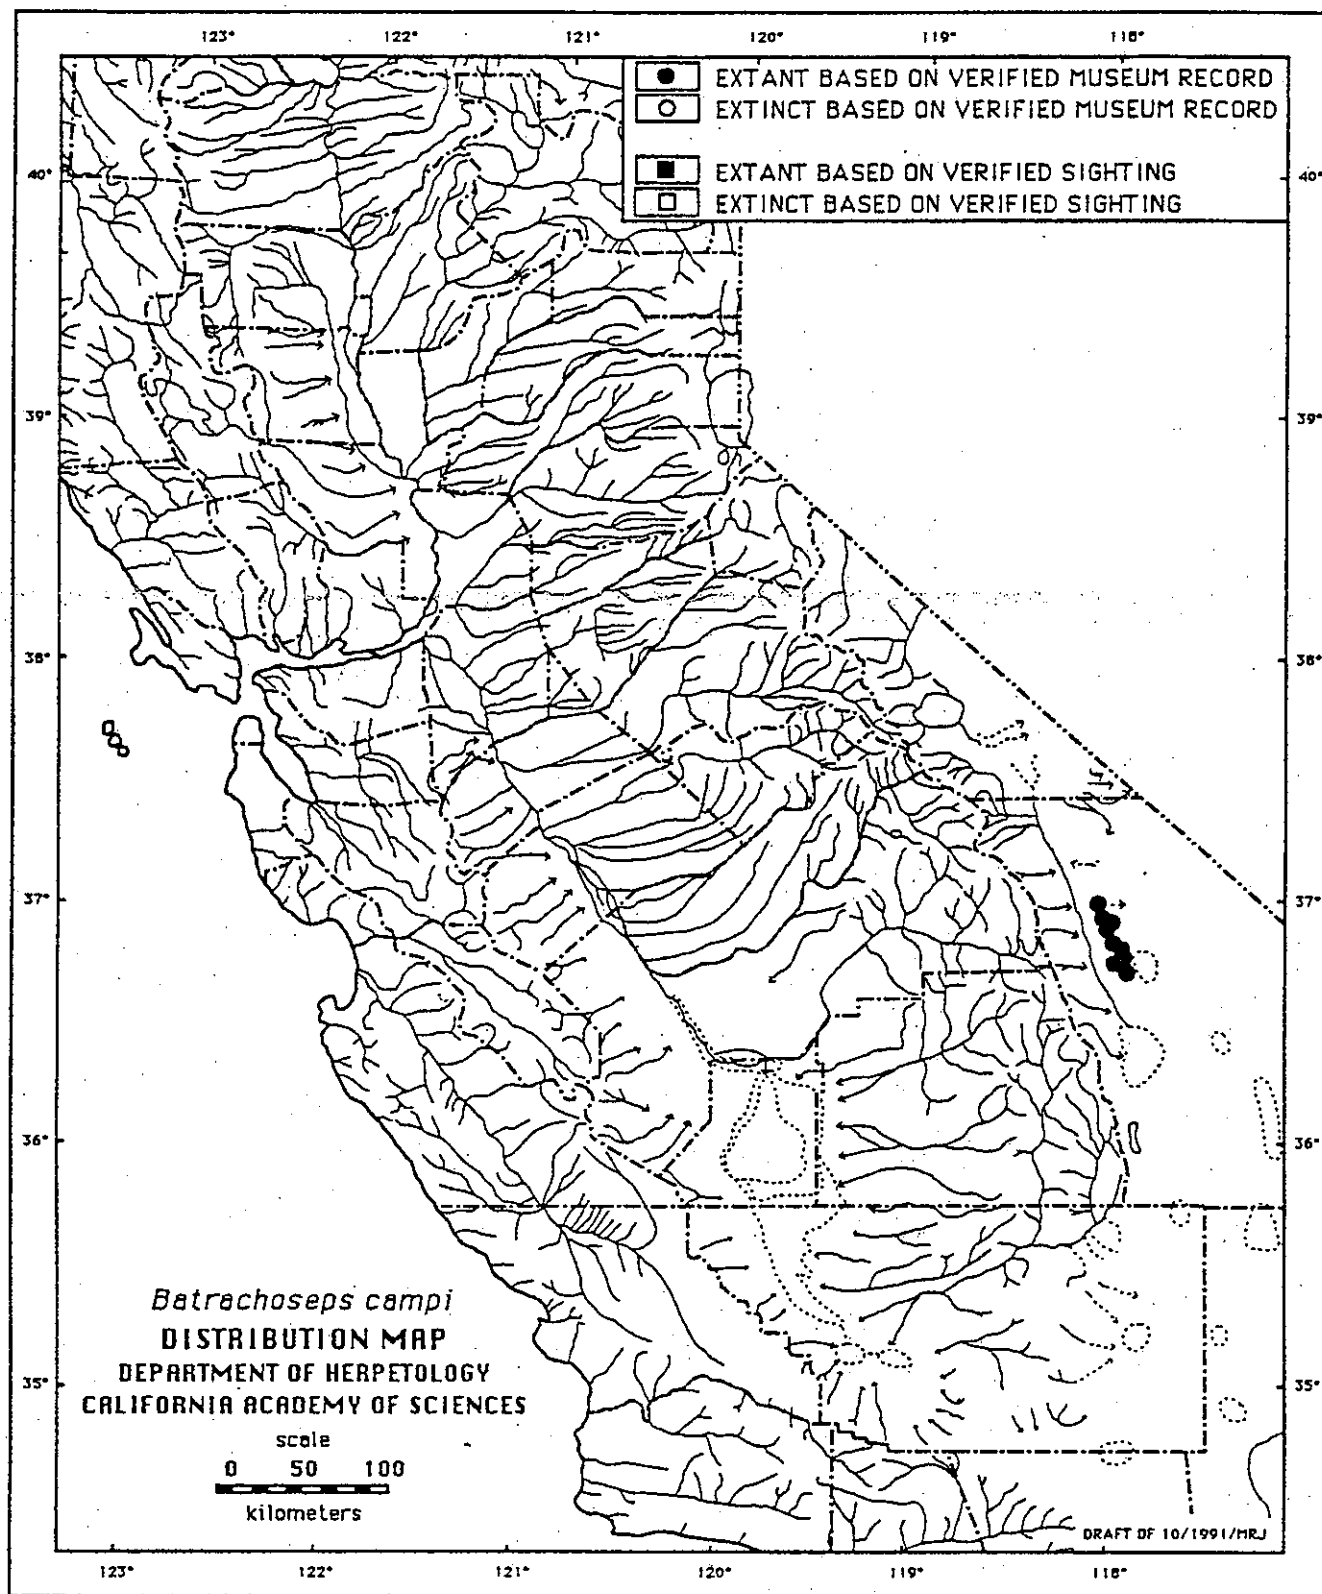 123° 122° 121° 120° 119° 118°
EXTANT BASED ON VERIFIED MUSEUM RECORD
EXTINCT BASED ON VERIFIED MUSEUM RECORD
EXTANT BASED ON VERIFIED SIGHTING
EXTINCT BASED ON VERIFIED SIGHTING
40° 40°
39° 39°
38° 38°
37° 37°
36° 36°
35° 35°
Batrachoseps campi
DISTRIBUTION MAP
DEPARTMENT OF HERPETOLOGY
CALIFORNIA ACADEMY OF SCIENCES
scale
0 50 100
kilometers
DRAFT OF 10/1991/MRJ
123° 122° 121° 120° 119° 118°